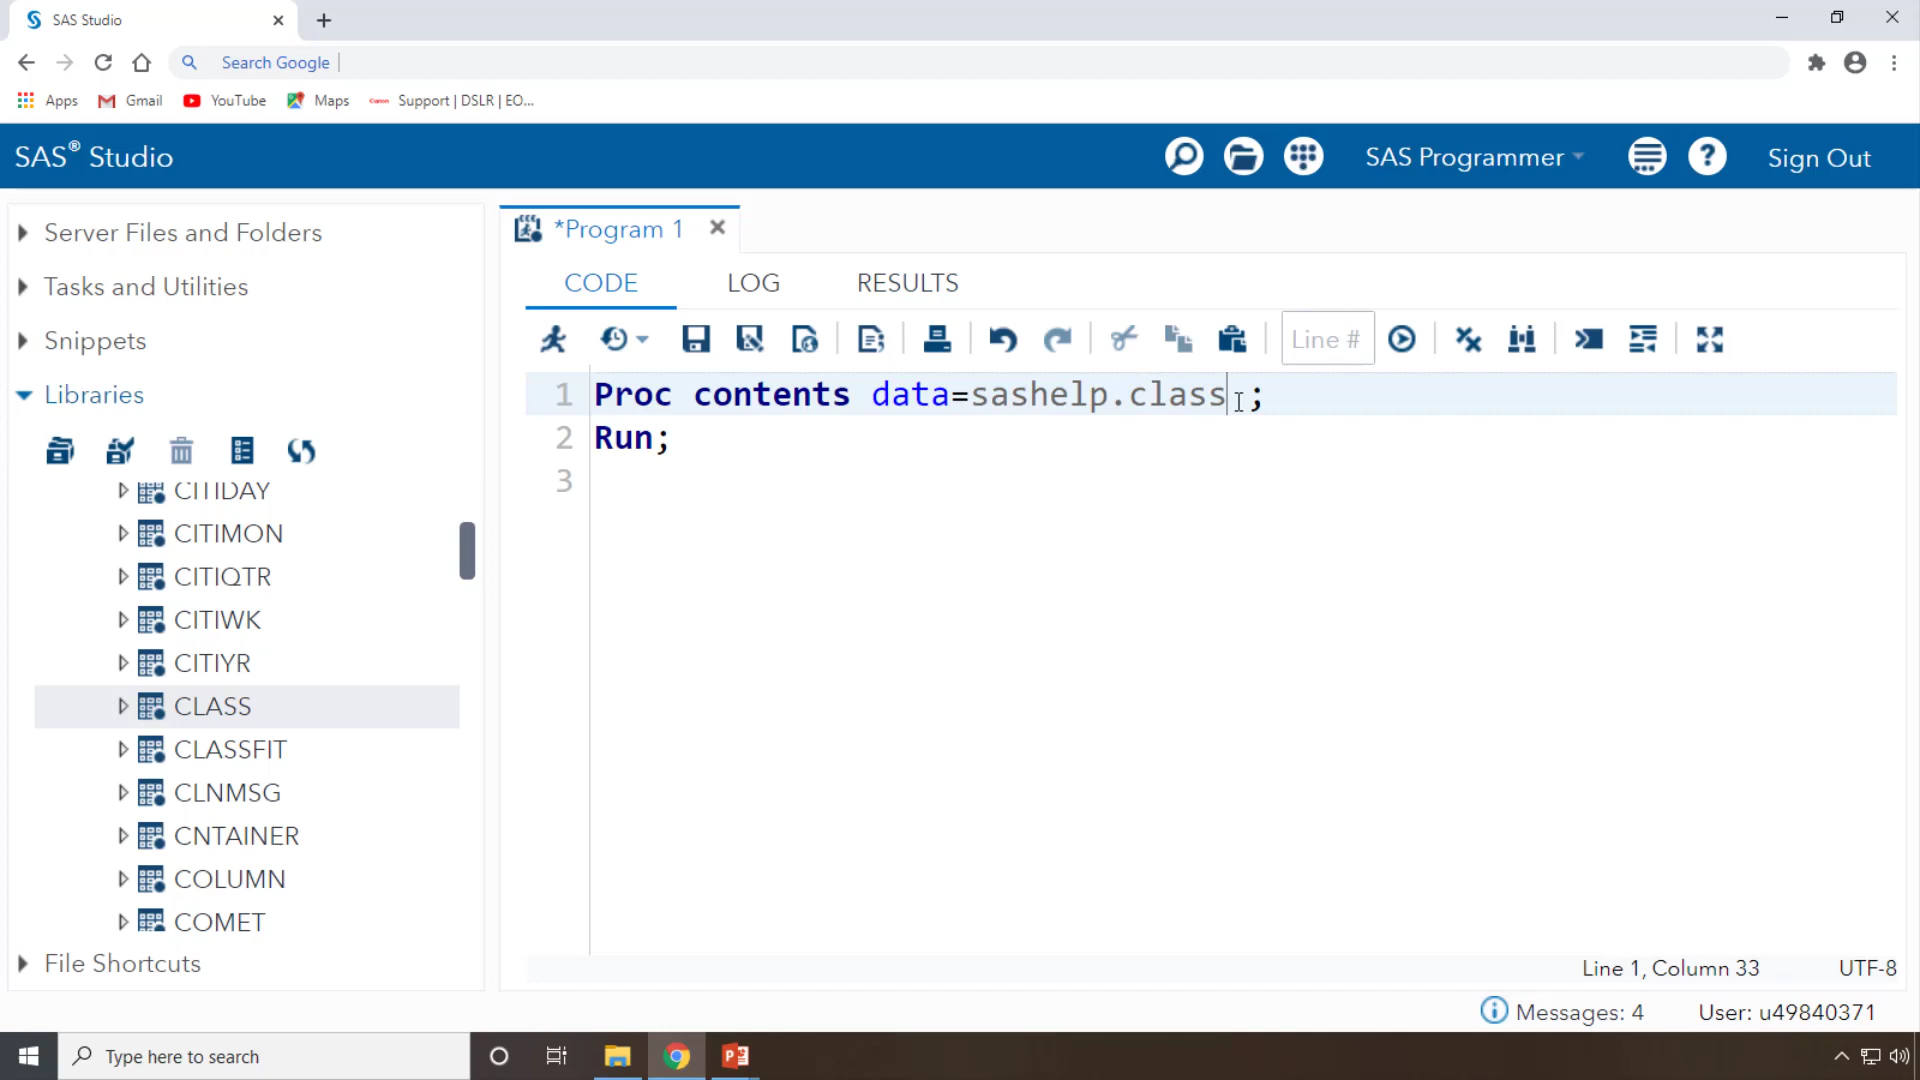 SAS Studio
Search Google
Apps Gmail YouTube Maps Canon Support | DSLR | EO...
SAS® Studio SAS Programmer Sign Out
Server Files and Folders
Tasks and Utilities
Snippets
Libraries
CITIDAY
CITIMON
CITIQTR
CITIWK
CITIYR
CLASS
CLASSFIT
CLNMSG
CNTAINER
COLUMN
COMET
File Shortcuts
*Program 1
CODE LOG RESULTS
Line #
1 Proc contents data=sashelp.class ;
2 Run;
3
Line 1, Column 33 UTF-8
Messages: 4 User: u49840371
Type here to search